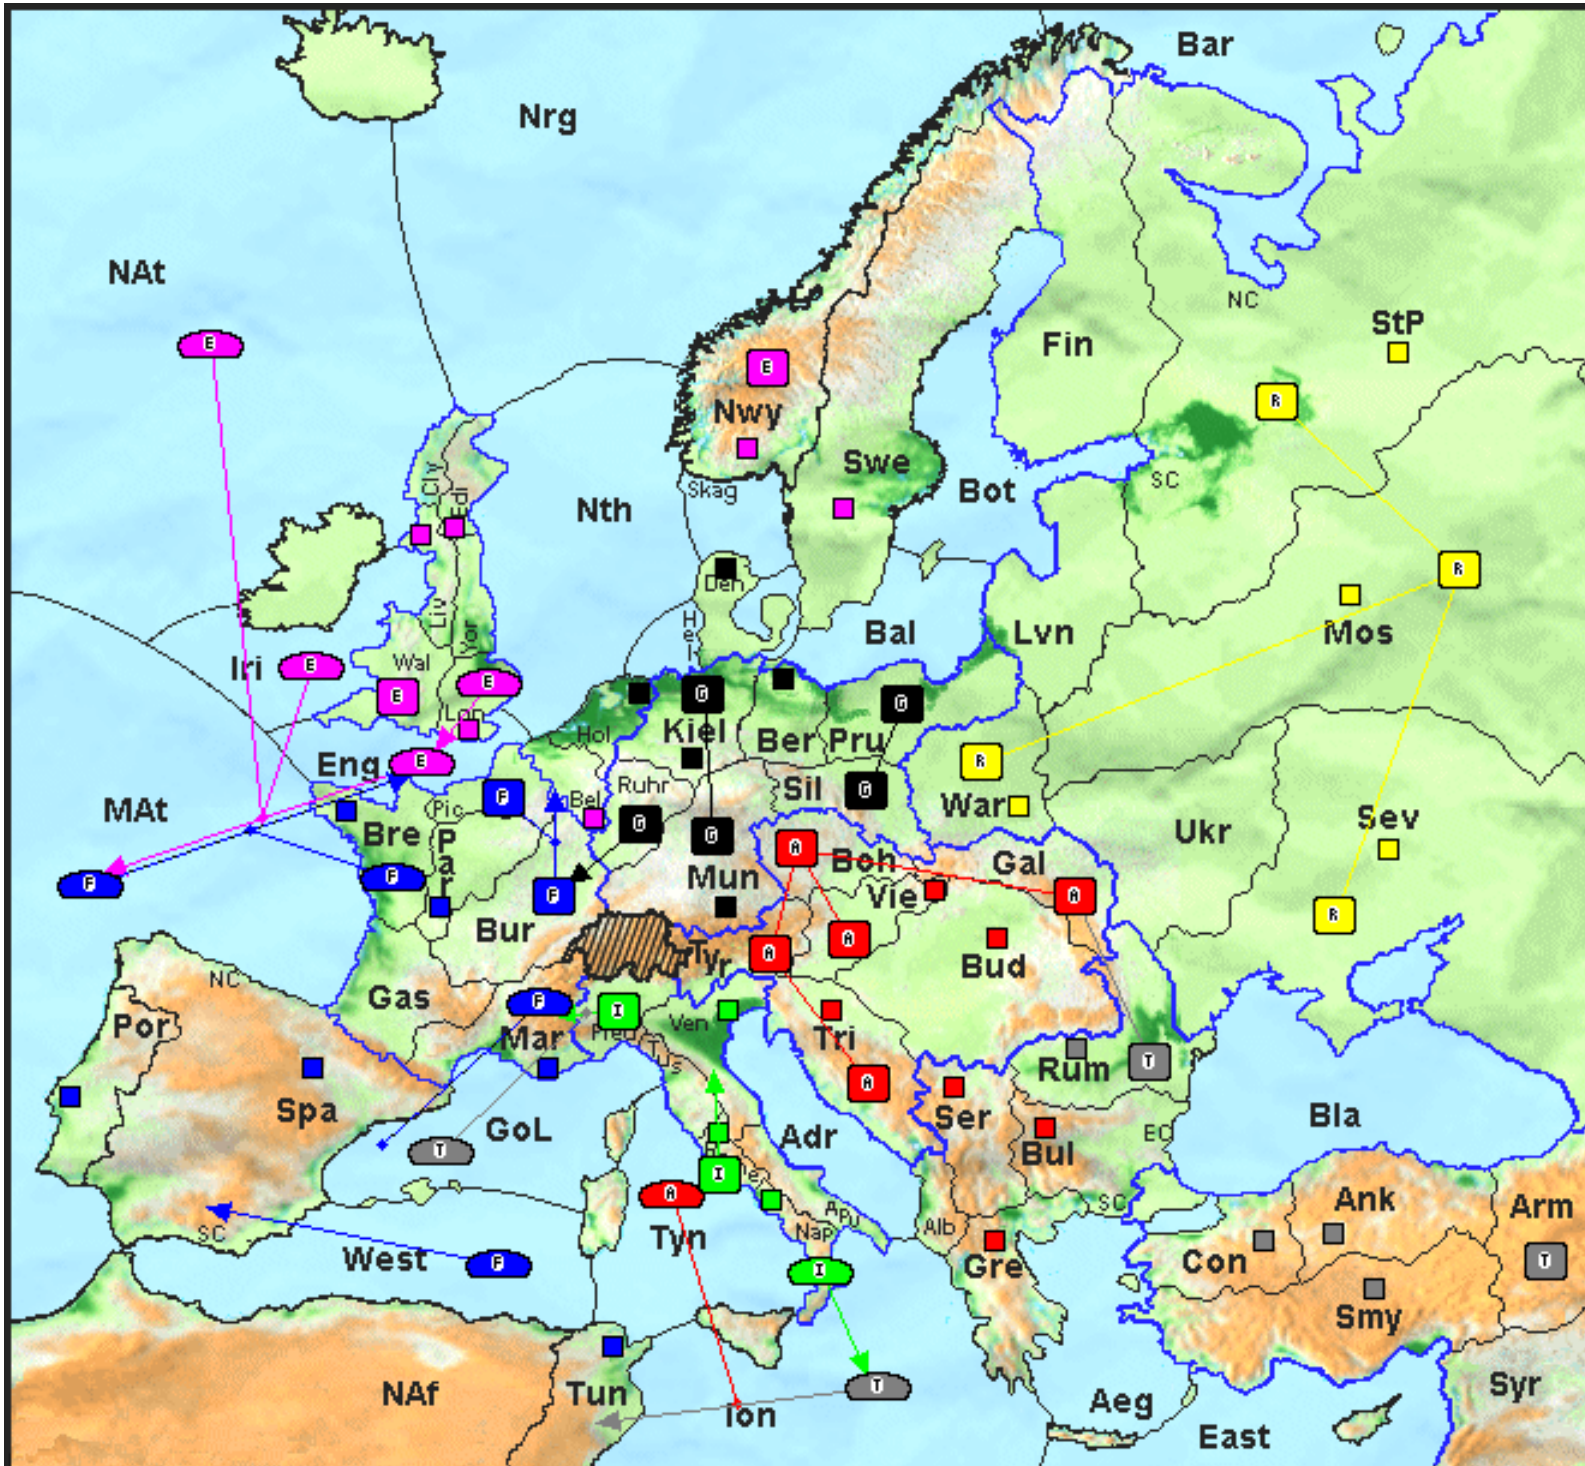 Bar
Nrg
NAt
NC
StP
Fin
Nwy
Swe
Cly
Edi
Skag
Bot
SC
Nth
Den
Liv
Yor
Hel
Bal
Lvn
Mos
Iri
Wal
Lon
Kiel
Ber
Pru
Hol
Eng
Ruhr
Sil
War
MAt
Pic
Bel
Bre
Par
Ukr
Sev
Boh
Gal
Mun
Vie
Bur
Tyr
Bud
NC
Gas
Por
Mar
Pied
Ven
Tus
Tri
Rum
Spa
GoL
Adr
Ser
Bul
EC
Bla
SC
West
Tyn
Apu
Nap
Alb
Gre
SC
Con
Ank
Arm
Smy
NAf
Tun
Ion
Aeg
East
Syr
E
E
R
R
E
E
E
G
G
E
R
F
G
G
G
A
F
F
F
A
A
A
R
F
I
T
A
T
A
I
F
I
T
T